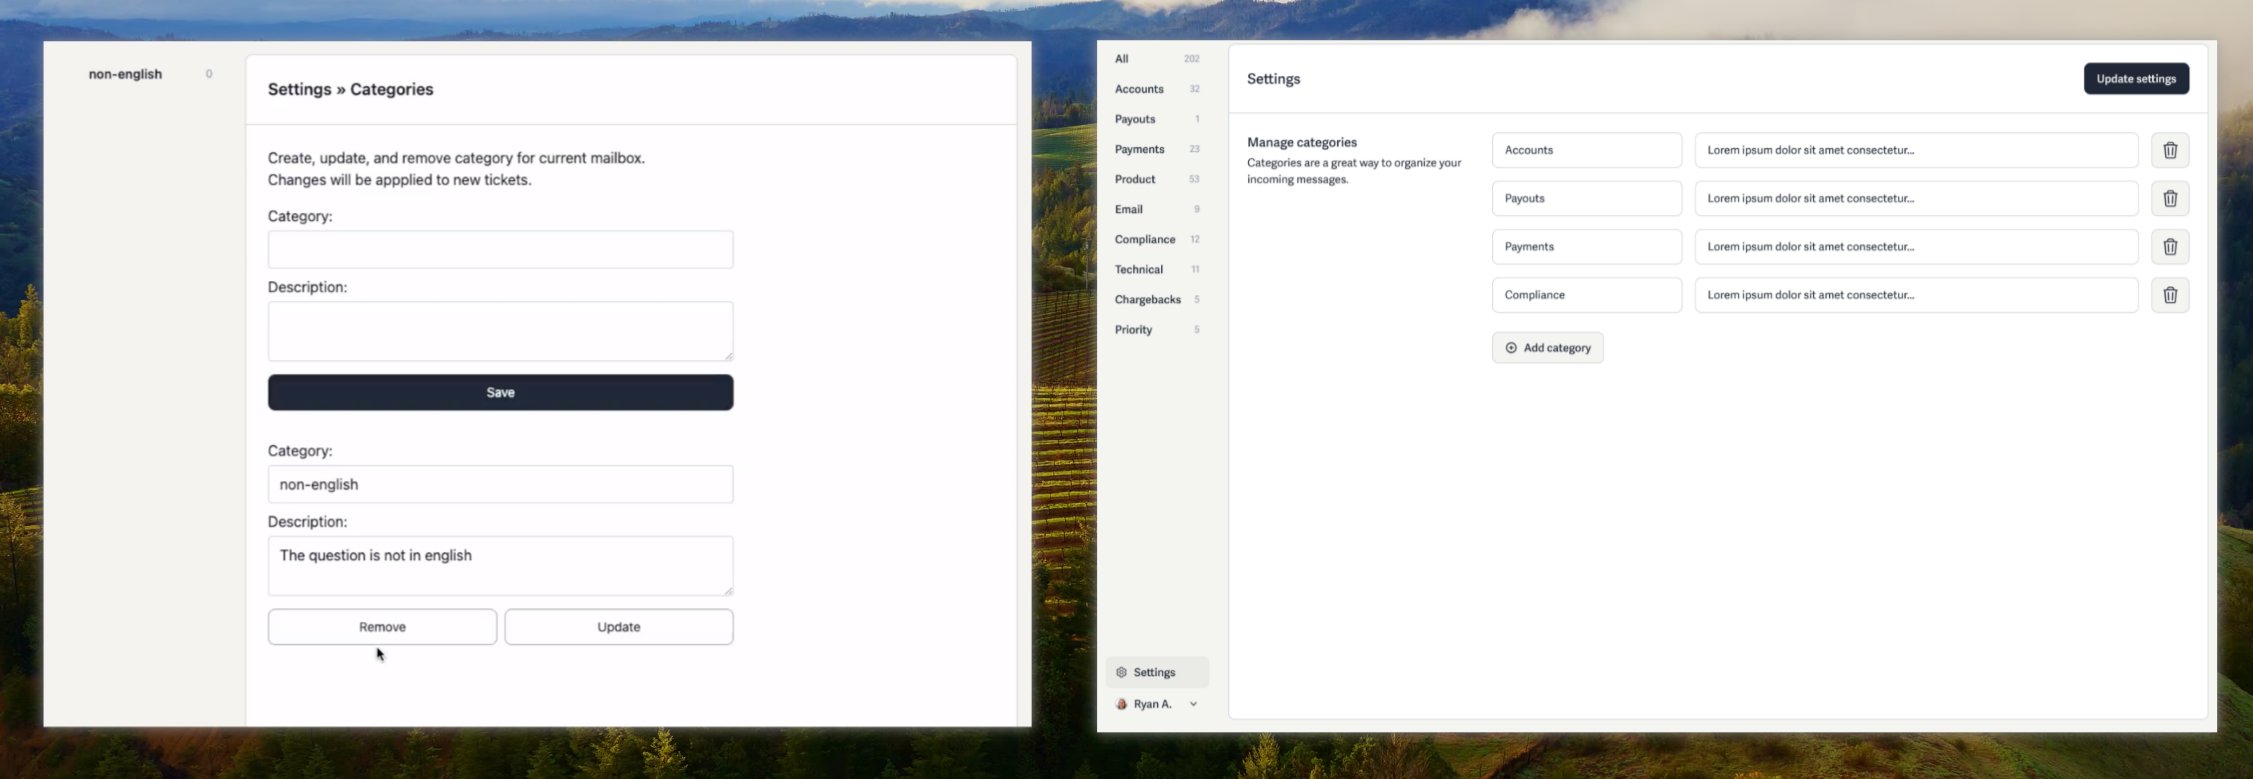 non-english 0
Settings » Categories
Create, update, and remove category for current mailbox.
Changes will be appplied to new tickets.
Category:
Description:
Save
Category:
non-english
Description:
The question is not in english
Remove Update
All 202
Accounts 32
Payouts 1
Payments 23
Product 53
Email 9
Compliance 12
Technical 11
Chargebacks 5
Priority 5
Settings
Ryan A.
Settings
Update settings
Manage categories
Categories are a great way to organize your
incoming messages.
Accounts Lorem ipsum dolor sit amet consectetur...
Payouts Lorem ipsum dolor sit amet consectetur...
Payments Lorem ipsum dolor sit amet consectetur...
Compliance Lorem ipsum dolor sit amet consectetur...
Add category